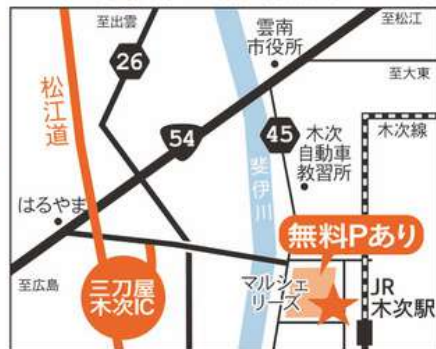 至出雲
雲南
市役所
至松江
26
至大東
松江道
54
45
木次
自動車
教習所
木次線
斐伊川
はるやま
無料Pあり
至広島
三刀屋
木次IC
マルシェ
リーズ
JR
木次駅